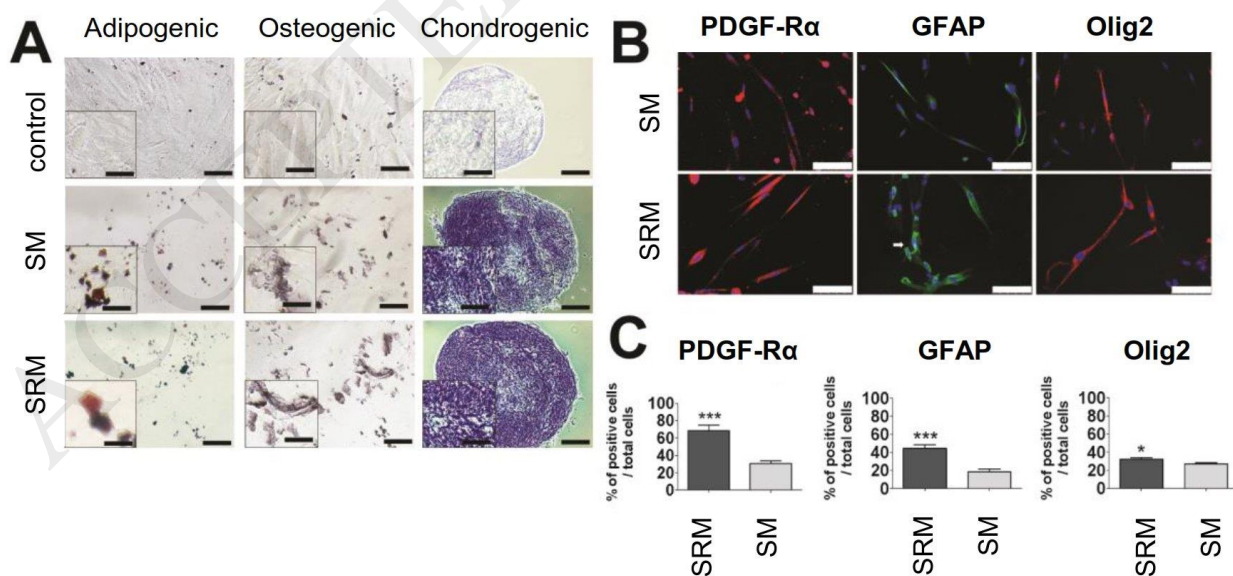 A
Adipogenic Osteogenic Chondrogenic
control
SM
SRM
ACCEPTE
B
PDGF-Rα GFAP Olig2
SM
SRM
C
PDGF-Rα GFAP Olig2
% of positive cells
/ total cells
100
80
60
40
20
0
***
SRM SM
% of positive cells
/ total cells
100
80
60
40
20
0
***
SRM SM
% of positive cells
/ total cells
100
80
60
40
20
0
*
SRM SM